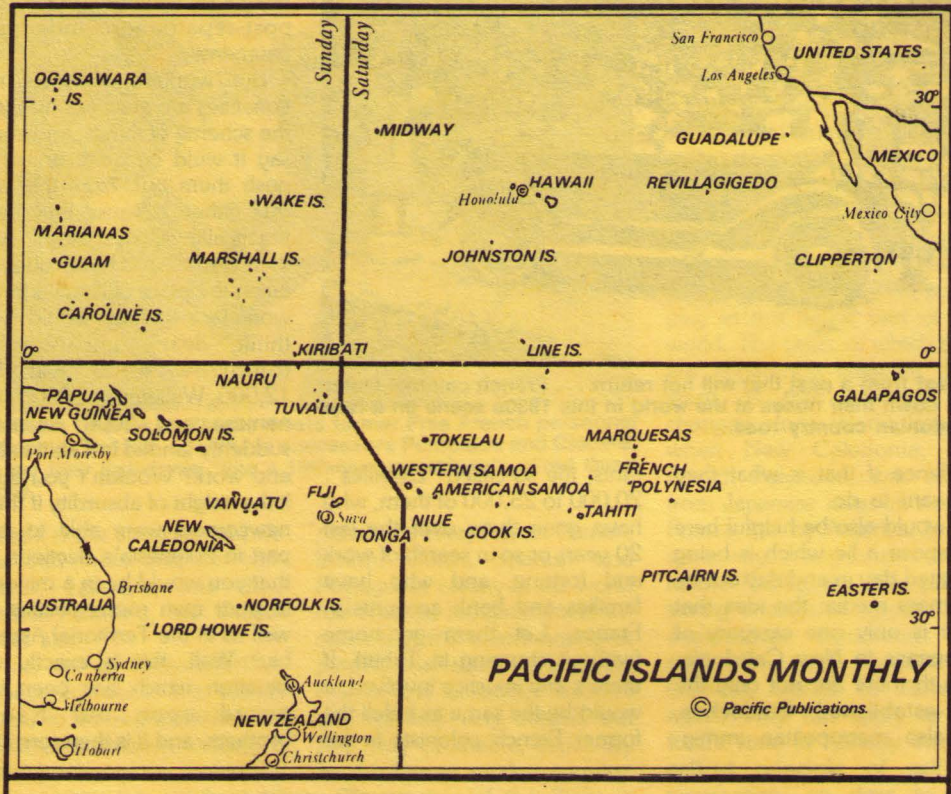 Sunday
Saturday
San Francisco
UNITED STATES
Los Angeles
OGASAWARA
IS.
30°
MIDWAY
GUADALUPE
MEXICO
HAWAII
REVILLAGIGEDO
Honolulu
WAKE IS.
Mexico City
MARIANAS
GUAM
MARSHALL IS.
JOHNSTON IS.
CLIPPERTON
CAROLINE IS.
0°
KIRIBATI
LINE IS.
0°
NAURU
PAPUA
NEW GUINEA
TUVALU
GALAPAGOS
SOLOMON IS.
Port Moresby
TOKELAU
MARQUESAS
WESTERN SAMOA
FRENCH
POLYNESIA
AMERICAN SAMOA
VANUATU
FIJI
Suva
TAHITI
NIUE
NEW
CALEDONIA
TONGA
COOK IS.
PITCAIRN IS.
Brisbane
EASTER IS.
AUSTRALIA
NORFOLK IS.
LORD HOWE IS.
30°
Sydney
Canberra
PACIFIC ISLANDS MONTHLY
Auckland
Melbourne
© Pacific Publications.
NEW ZEALAND
Wellington
Hobart
Christchurch